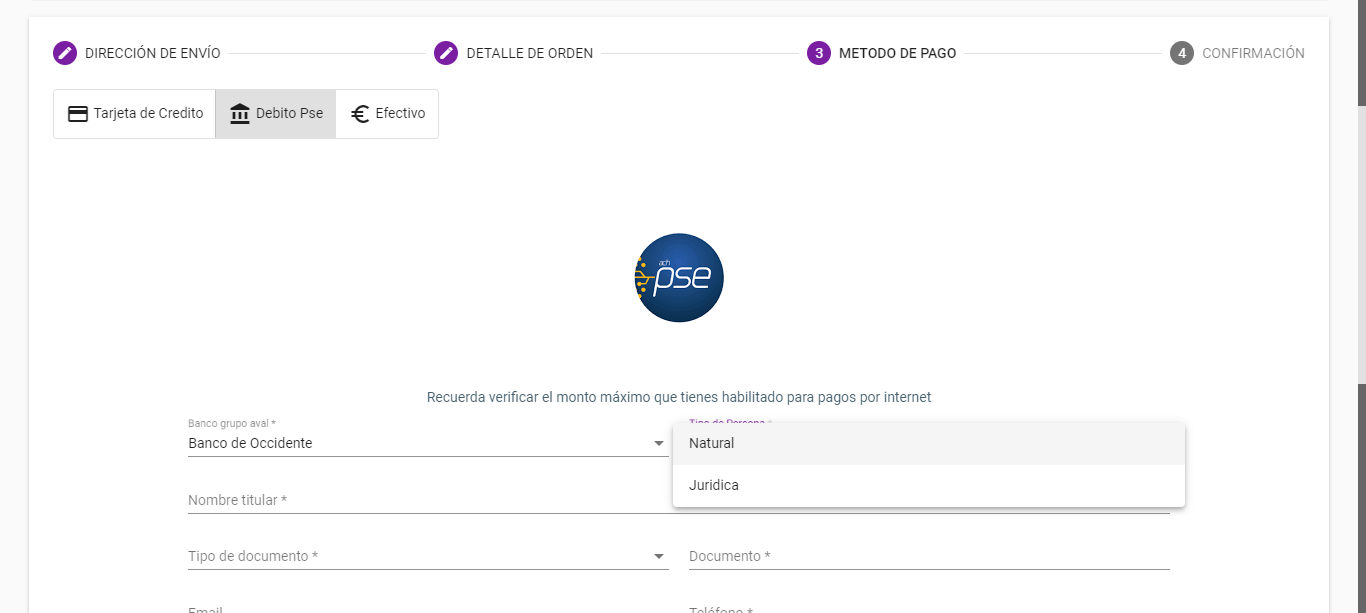 DIRECCIÓN DE ENVÍO
DETALLE DE ORDEN
3 METODO DE PAGO
4 CONFIRMACIÓN
Tarjeta de Credito
Debito Pse
Efectivo
ach
pse
Recuerda verificar el monto máximo que tienes habilitado para pagos por internet
Banco grupo aval *
Tipo de Persona *
Banco de Occidente
Natural
Juridica
Nombre titular *
Tipo de documento *
Documento *
Email
Teléfono *